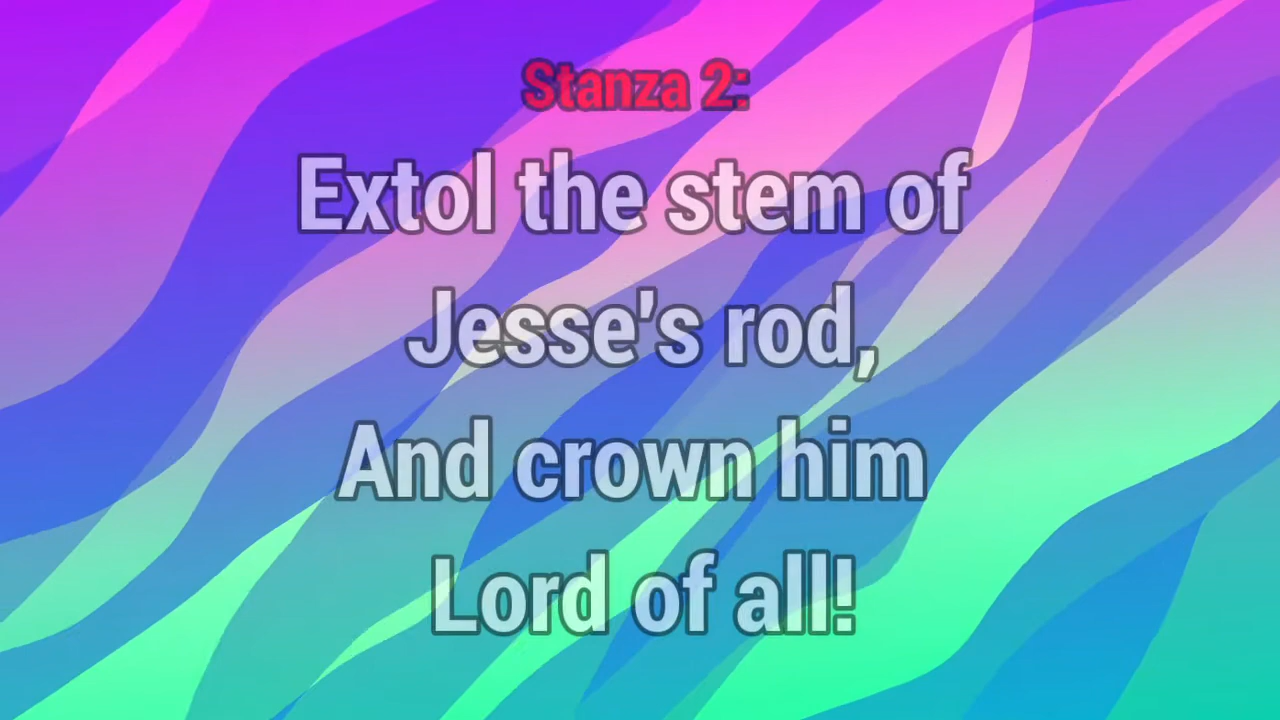 Stanza 2:
Extol the stem of
Jesse's rod,
And crown him
Lord of all!